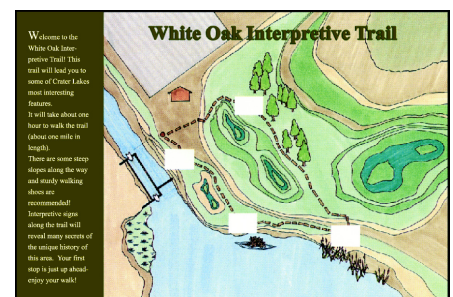 White Oak Interpretive Trail
Welcome to the
White Oak Inter-
pretive Trail! This
trail will lead you to
some of Crater Lakes
most interesting
features.
It will take about one
hour to walk the trail
(about one mile in
length).
There are some steep
slopes along the way
and sturdy walking
shoes are
recommended!
Interpretive signs
along the trail will
reveal many secrets of
the unique history of
this area. Your first
stop is just up ahead-
enjoy your walk!